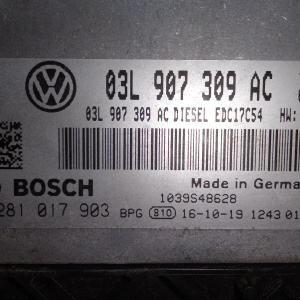 03L 907 309 AC
03L 907 309 AC DIESEL EDC17C54 HW:
BOSCH
Made in German
1039S48628
281 017 903 BPG 810 16-10-19 1243 01